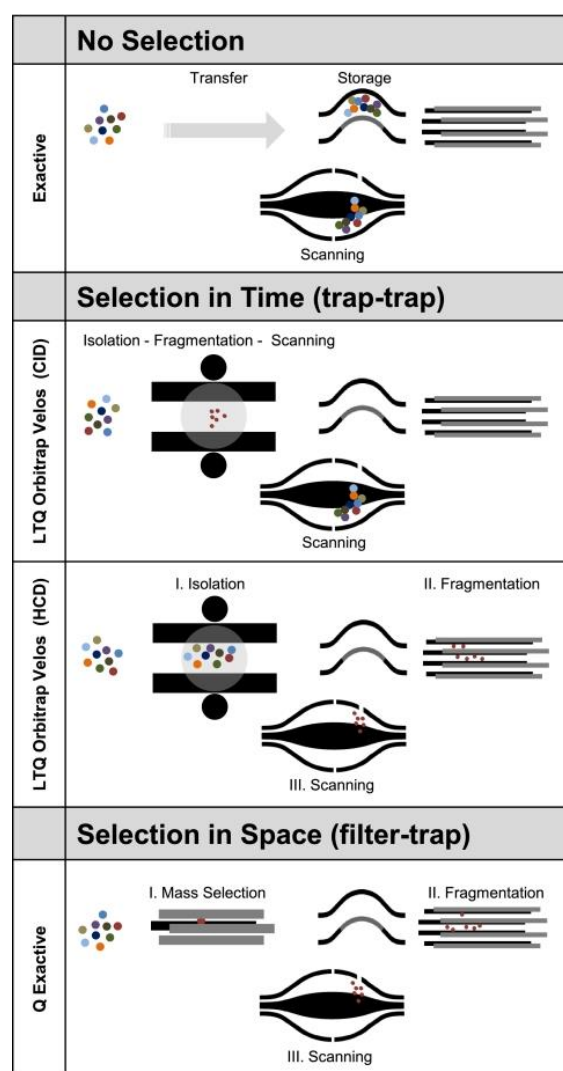 No Selection
Exactive
Transfer
Storage
Scanning
Selection in Time (trap-trap)
LTQ Orbitrap Velos (CID)
Isolation - Fragmentation - Scanning
Scanning
LTQ Orbitrap Velos (HCD)
I. Isolation
II. Fragmentation
III. Scanning
Selection in Space (filter-trap)
Q Exactive
I. Mass Selection
II. Fragmentation
III. Scanning